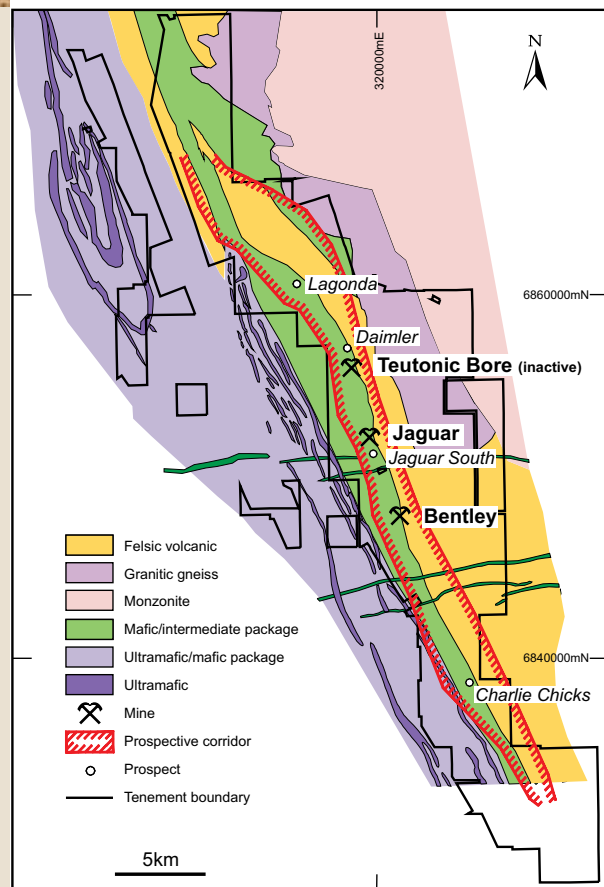 N
320000mE
Lagonda
6860000mN
Daimler
Teutonic Bore (inactive)
Jaguar
Jaguar South
Bentley
Felsic volcanic
Granitic gneiss
Monzonite
Mafic/intermediate package
Ultramafic/mafic package
Ultramafic
Mine
Prospective corridor
Prospect
Tenement boundary
6840000mN
Charlie Chicks
5km